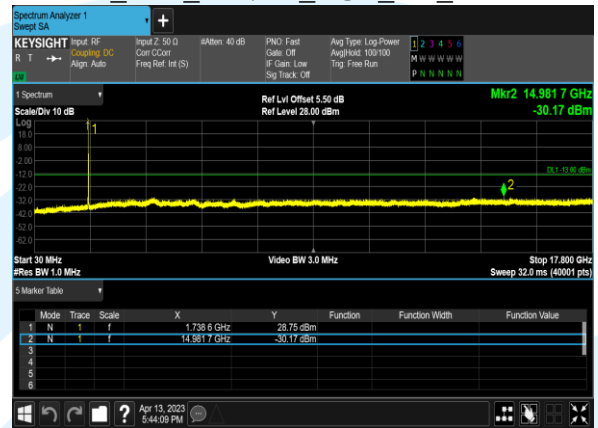 Spectrum Analyzer 1
Swept SA
+
KEYSIGHT Input: RF Input Z: 50 Ω #Atten: 40 dB PNO: Fast Avg Type: Log-Power 1 2 3 4 5 6
R T Coupling: DC Corr CCorr Gate: Off Avg|Hold: 100/100 M W W W W W
Align: Auto Freq Ref: Int (S) IF Gain: Low Trig: Free Run
LV Sig Track: Off P N N N N N
1 Spectrum Ref Lvl Offset 5.50 dB Mkr2 14.981 7 GHz
Scale/Div 10 dB Ref Level 28.00 dBm -30.17 dBm
Log
18.0 1
8.00
-2.00
-12.0 DL1 -13.00 dBm
-22.0 2
-32.0
-42.0
-52.0
-62.0
Start 30 MHz Video BW 3.0 MHz Stop 17.800 GHz
#Res BW 1.0 MHz Sweep 32.0 ms (40001 pts)
5 Marker Table
Mode Trace Scale X Y Function Function Width Function Value
1 N 1 f 1.738 6 GHz 28.75 dBm
2 N 1 f 14.981 7 GHz -30.17 dBm
3
4
5
6
? Apr 13, 2023
5:44:09 PM